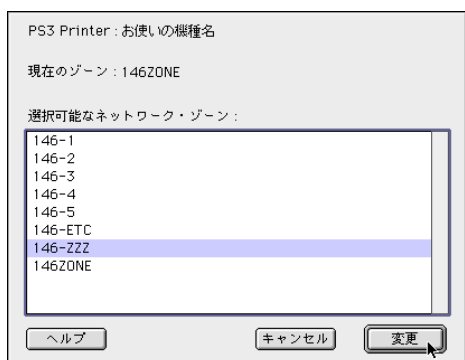 PS3 Printer : お使いの機種名
現在のゾーン : 146ZONE
選択可能なネットワーク・ゾーン :
146-1
146-2
146-3
146-4
146-5
146-ETC
146-ZZZ
146ZONE
ヘルプ キャンセル 変更